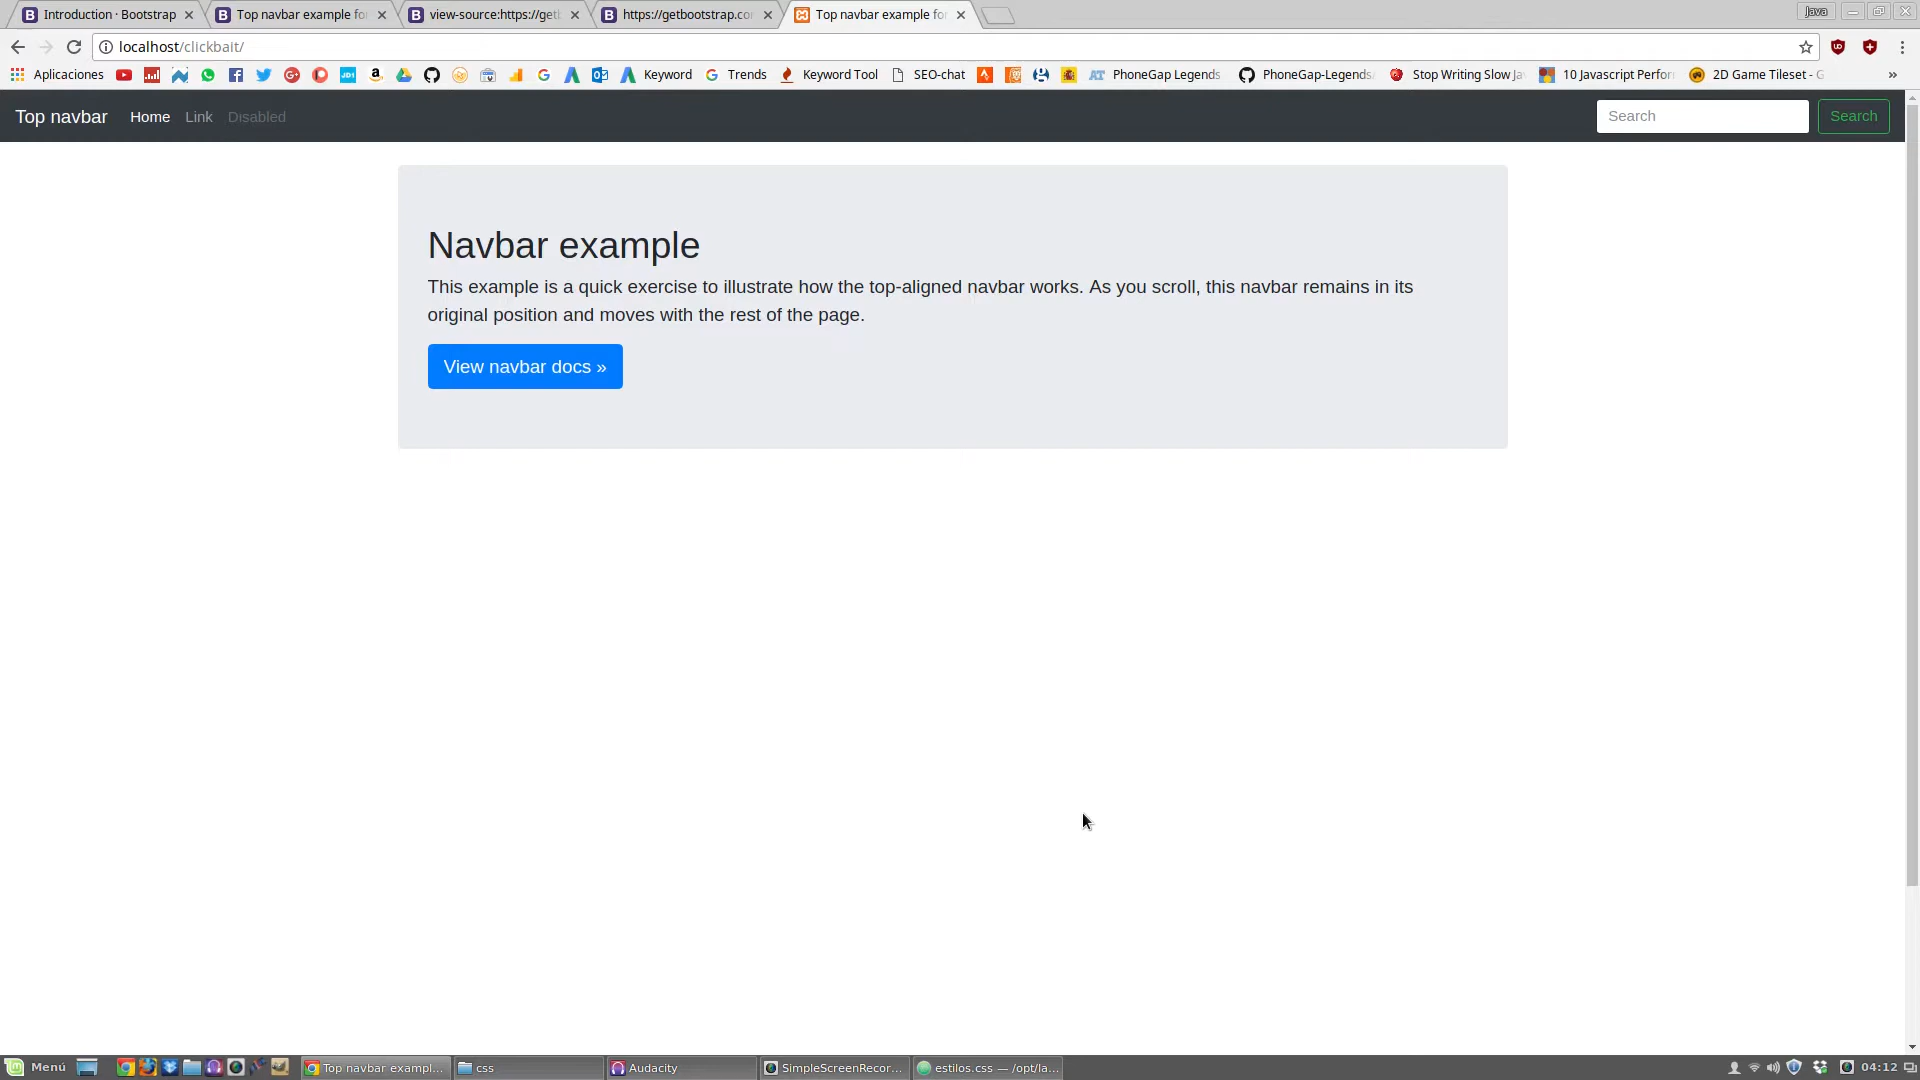 Introduction · Bootstrap
Top navbar example fo
view-source:https://get
https://getbootstrap.co
Top navbar example fo
Java
localhost/clickbait/
Aplicaciones
Keyword
Trends
Keyword Tool
SEO-chat
AT PhoneGap Legends
PhoneGap-Legends
Stop Writing Slow Ja
10 Javascript Perfor
2D Game Tileset - G
»
Top navbar
Home
Link
Disabled
Search
Search
Navbar example
This example is a quick exercise to illustrate how the top-aligned navbar works. As you scroll, this navbar remains in its
original position and moves with the rest of the page.
View navbar docs »
Menú
Top navbar exampl...
css
Audacity
SimpleScreenRecor...
estilos.css — /opt/la...
04:12